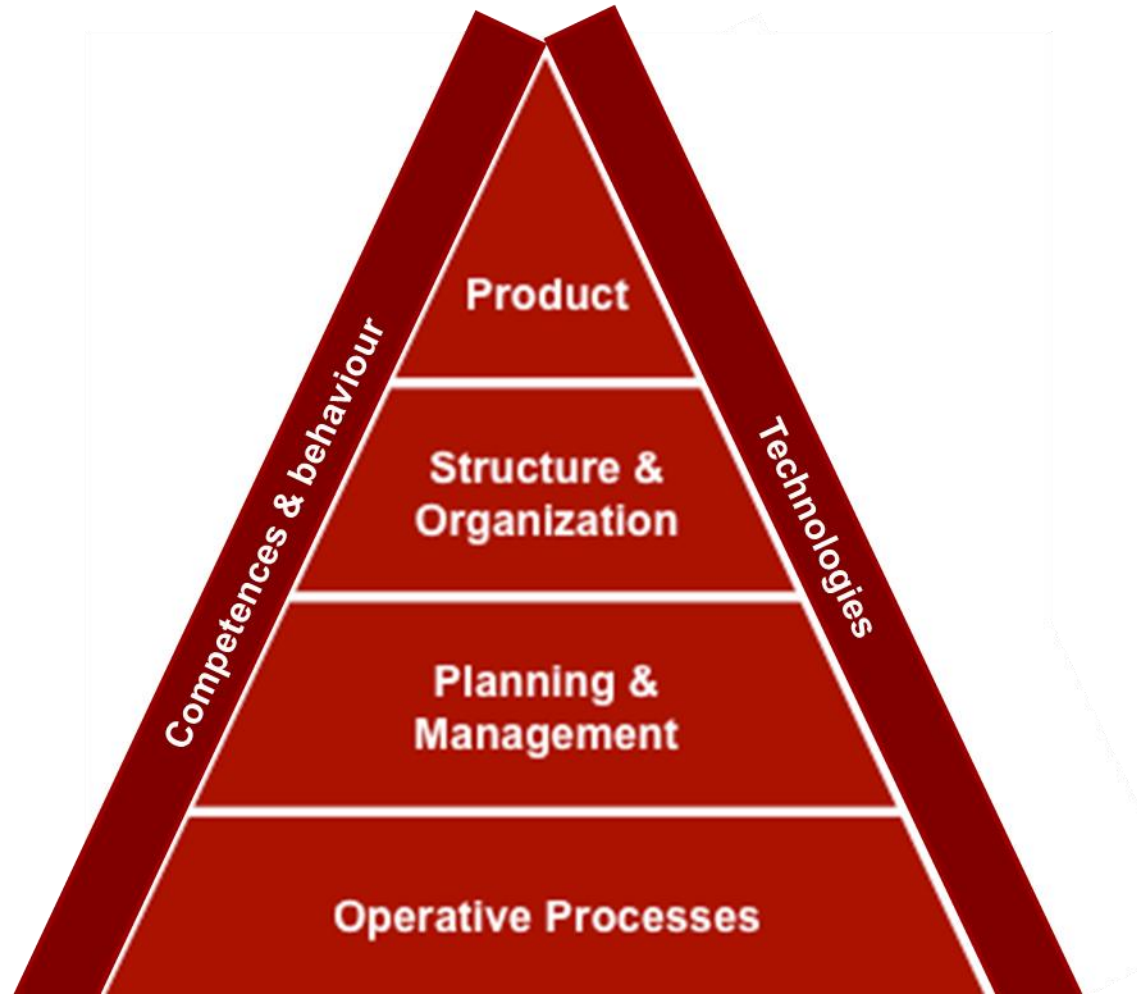 Product
Competences & behaviour
Technologies
Structure &
Organization
Planning &
Management
Operative Processes